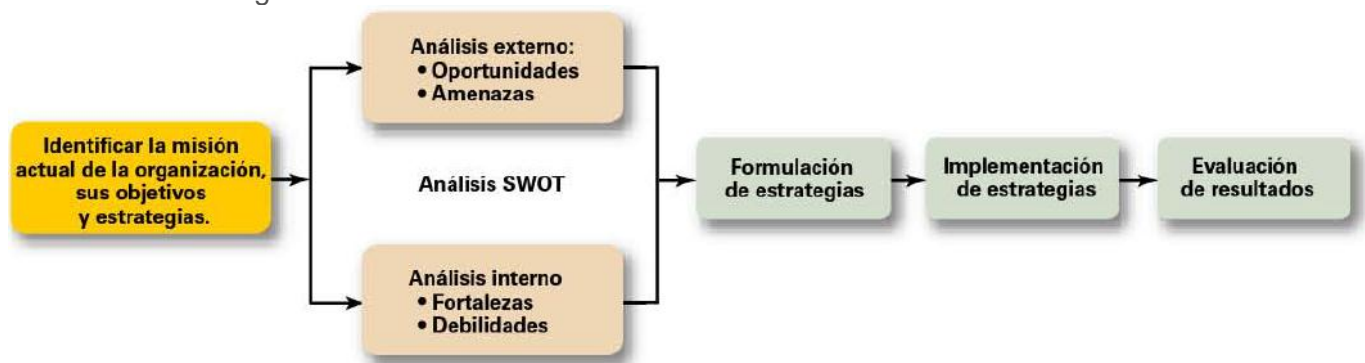 Identificar la misión
actual de la organización,
sus objetivos
y estrategias.
Análisis externo:
• Oportunidades
• Amenazas
Análisis SWOT
Análisis interno
• Fortalezas
• Debilidades
Formulación
de estrategias
Implementación
de estrategias
Evaluación
de resultados